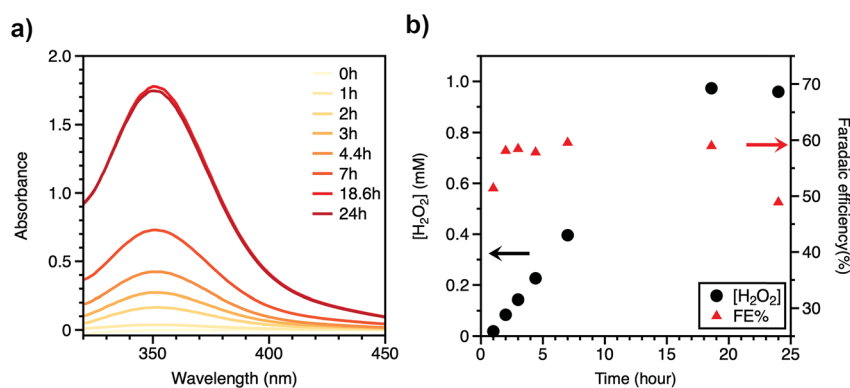 a)
Absorbance
2.0
1.5
1.0
0.5
0
350
400
450
Wavelength (nm)
0h
1h
2h
3h
4.4h
7h
18.6h
24h
b)
[H₂O₂] (mM)
1.0
0.8
0.6
0.4
0.2
0
0
5
10
15
20
25
Time (hour)
70
60
50
40
30
Faradaic efficiency(%)
[H₂O₂]
FE%